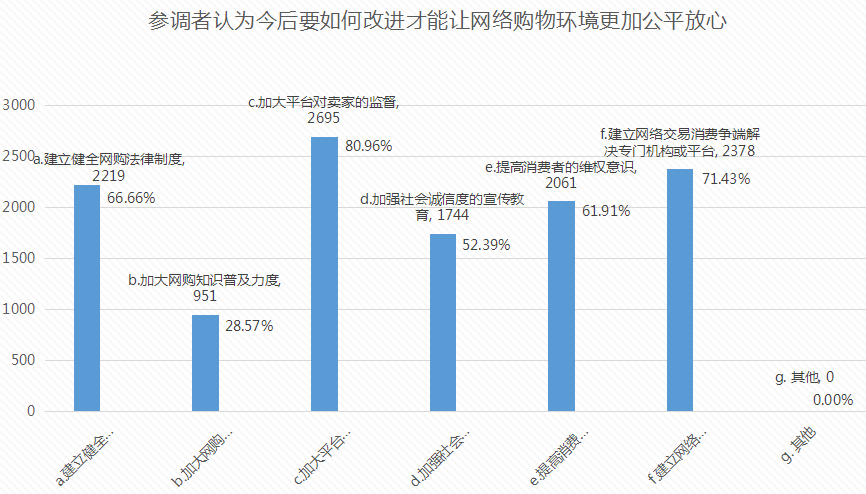 参调者认为今后要如何改进才能让网络购物环境更加公平放心
3000
2500
2000
1500
1000
500
0
a.建立健全网购法律制度,
2219
66.66%
b.加大网购知识普及力度,
951
28.57%
c.加大平台对卖家的监督,
2695
80.96%
d.加强社会诚信度的宣传教
育, 1744
52.39%
e.提高消费者的维权意识,
2061
61.91%
f.建立网络交易消费争端解
决专门机构或平台, 2378
71.43%
g. 其他, 0
0.00%
a.建立健全…
b.加大网购…
c.加大平台…
d.加强社会…
e.提高消费…
f.建立网络…
g. 其他